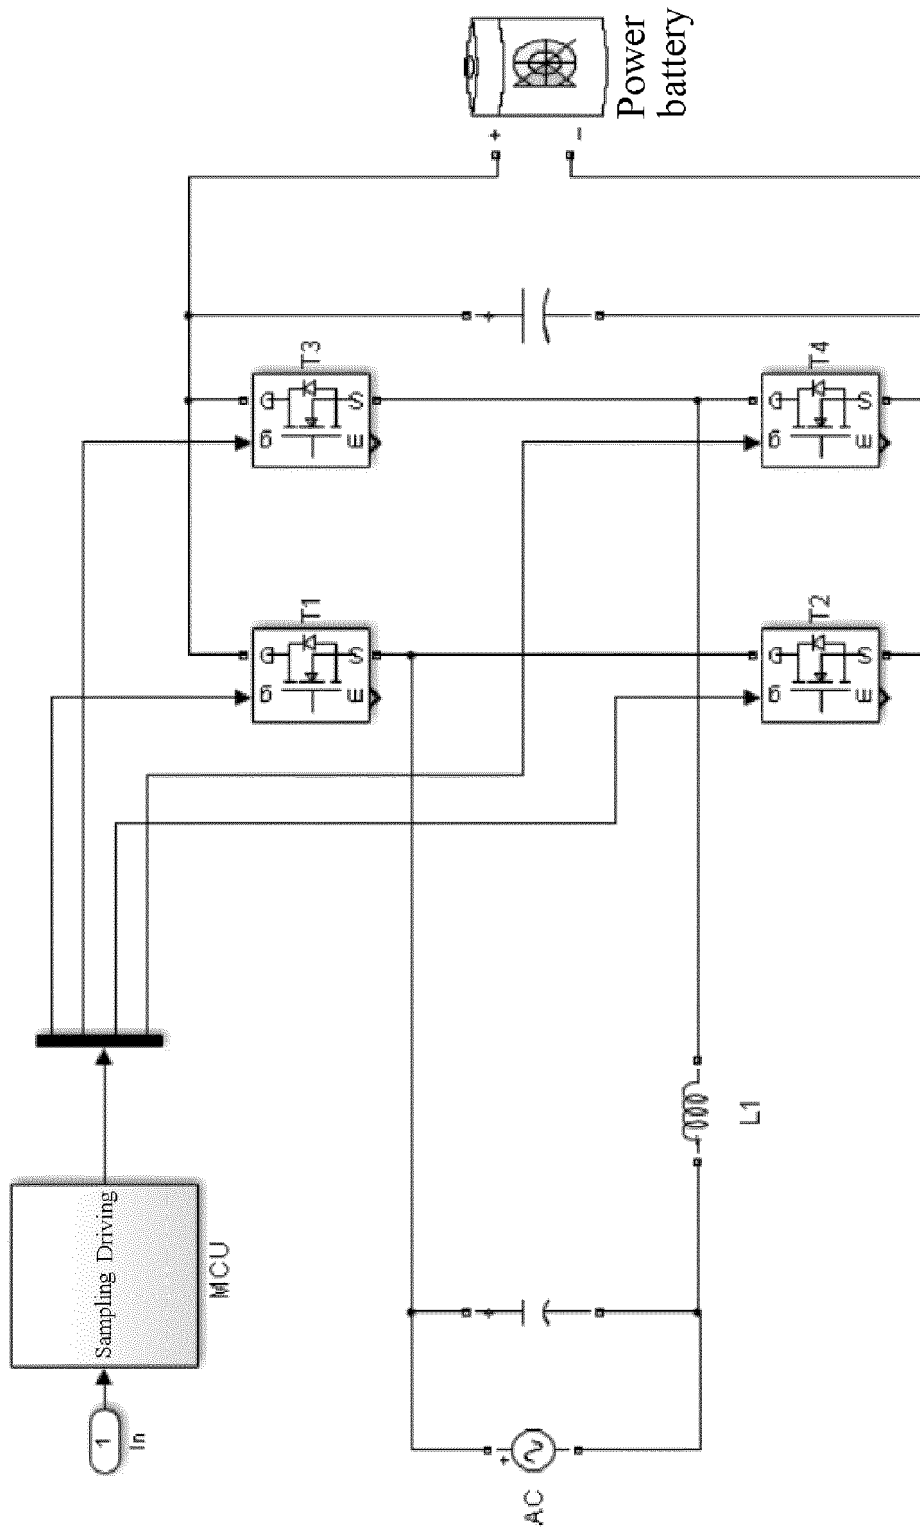 1
In
Sampling Driving
MCU
AC
+
+
L1
g
D
S
m
T1
g
D
S
m
T2
g
D
S
m
T3
g
D
S
m
T4
+
+
-
Power
battery